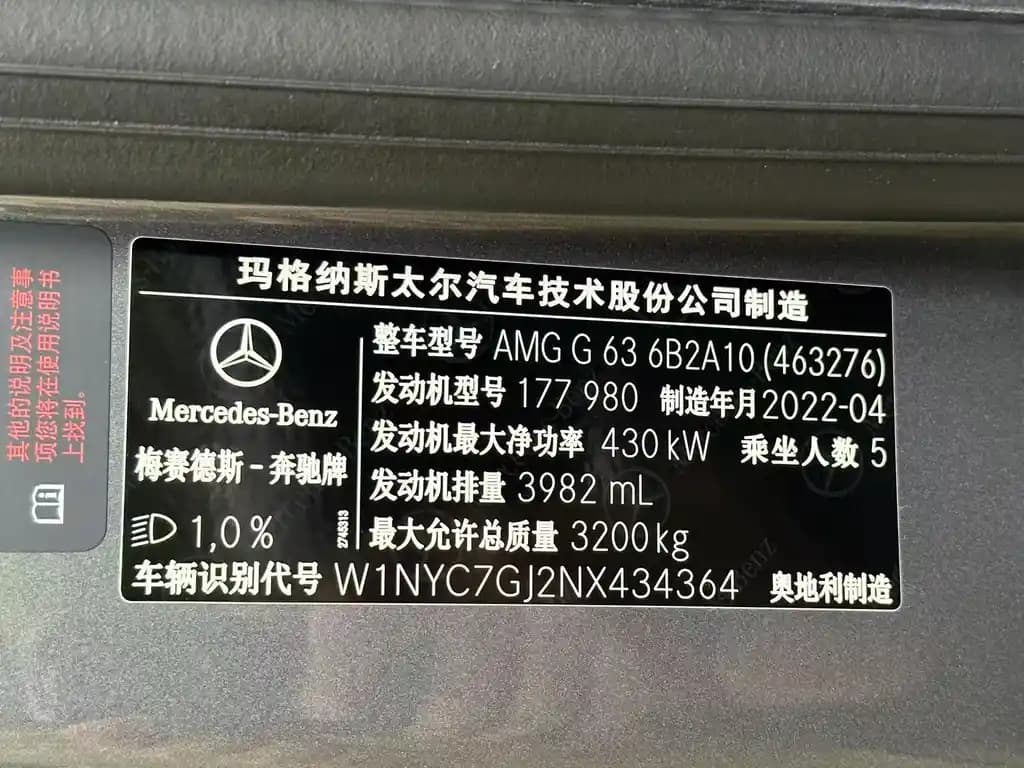 其他的说明及注意事
项您将在使用说明书
上找到。
玛格纳斯太尔汽车技术股份公司制造
Mercedes-Benz
梅赛德斯-奔驰牌
1,0%
2745313
整车型号 AMG G 63 6B2A10 (463276)
发动机型号 177 980 制造年月 2022-04
发动机最大净功率 430 kW 乘坐人数 5
发动机排量 3982 mL
最大允许总质量 3200 kg
车辆识别代号 W1NYC7GJ2NX434364 奥地利制造